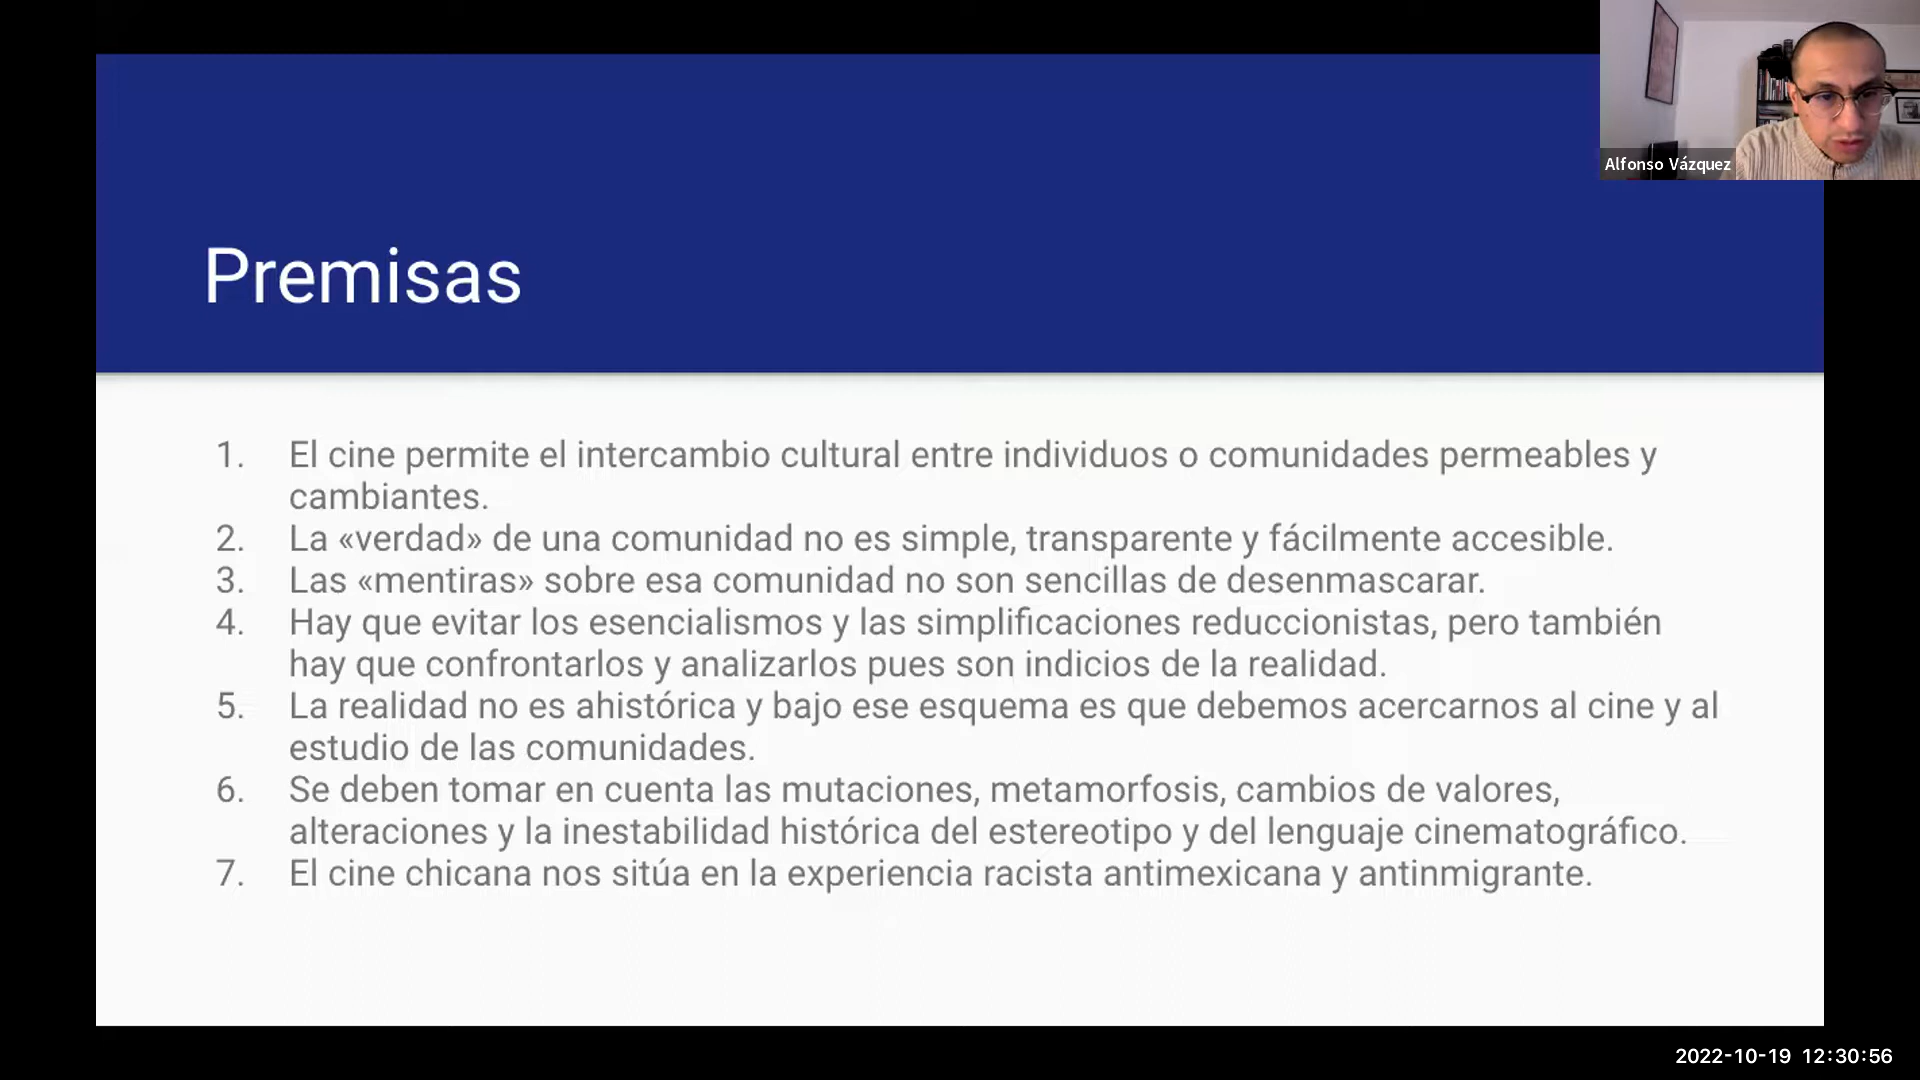 Alfonso Vázquez
Premisas
1. El cine permite el intercambio cultural entre individuos o comunidades permeables y
cambiantes.
2. La «verdad» de una comunidad no es simple, transparente y fácilmente accesible.
3. Las «mentiras» sobre esa comunidad no son sencillas de desenmascarar.
4. Hay que evitar los esencialismos y las simplificaciones reduccionistas, pero también
hay que confrontarlos y analizarlos pues son indicios de la realidad.
5. La realidad no es ahistórica y bajo ese esquema es que debemos acercarnos al cine y al
estudio de las comunidades.
6. Se deben tomar en cuenta las mutaciones, metamorfosis, cambios de valores,
alteraciones y la inestabilidad histórica del estereotipo y del lenguaje cinematográfico.
7. El cine chicana nos sitúa en la experiencia racista antimexicana y antinmigrante.
2022-10-19 12:30:56